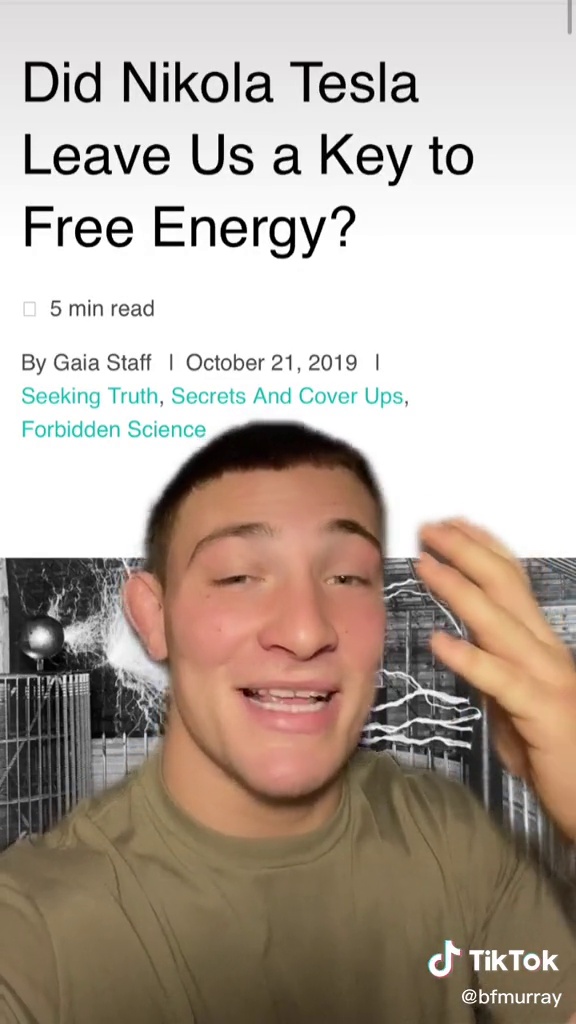 Did Nikola Tesla
Leave Us a Key to
Free Energy?
5 min read
By Gaia Staff | October 21, 2019 |
Seeking Truth, Secrets And Cover Ups,
Forbidden Science
TikTok
@bfmurray